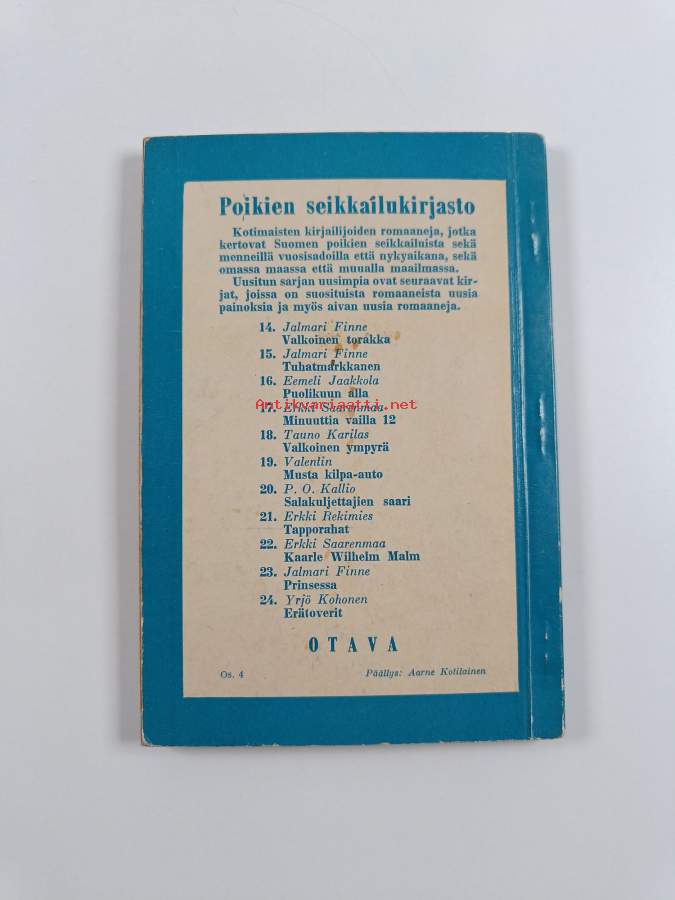 Poikien seikkailukirjasto
Kotimaisten kirjailijoiden romaaneja, jotka
kertovat Suomen poikien seikkailuista sekä
menneillä vuosisadoilla että nykyaikana, sekä
omassa maassa että muualla maailmassa.
Uusitun sarjan uusimpia ovat seuraavat kir-
jat, joissa on suosituista romaaneista uusia
painoksia ja myös aivan uusia romaaneja.
14. Jalmari Finne
Valkoinen torakka
15. Jalmari Finne
Tuhatmarkkanen
16. Eemeli Jaakkola
Puolikuun alla
Antikvariaatti.net
17. Erkki Saarenmaa
Minuuttia vailla 12
18. Tauno Karilas
Valkoinen ympyrä
19. Valentin
Musta kilpa-auto
20. P. O. Kallio
Salakuljettajien saari
21. Erkki Rekimies
Tapporahat
22. Erkki Saarenmaa
Kaarle Wilhelm Malm
23. Jalmari Finne
Prinsessa
24. Yrjö Kohonen
Erätoverit
OTAVA
Os. 4
Päällys: Aarne Kotilainen